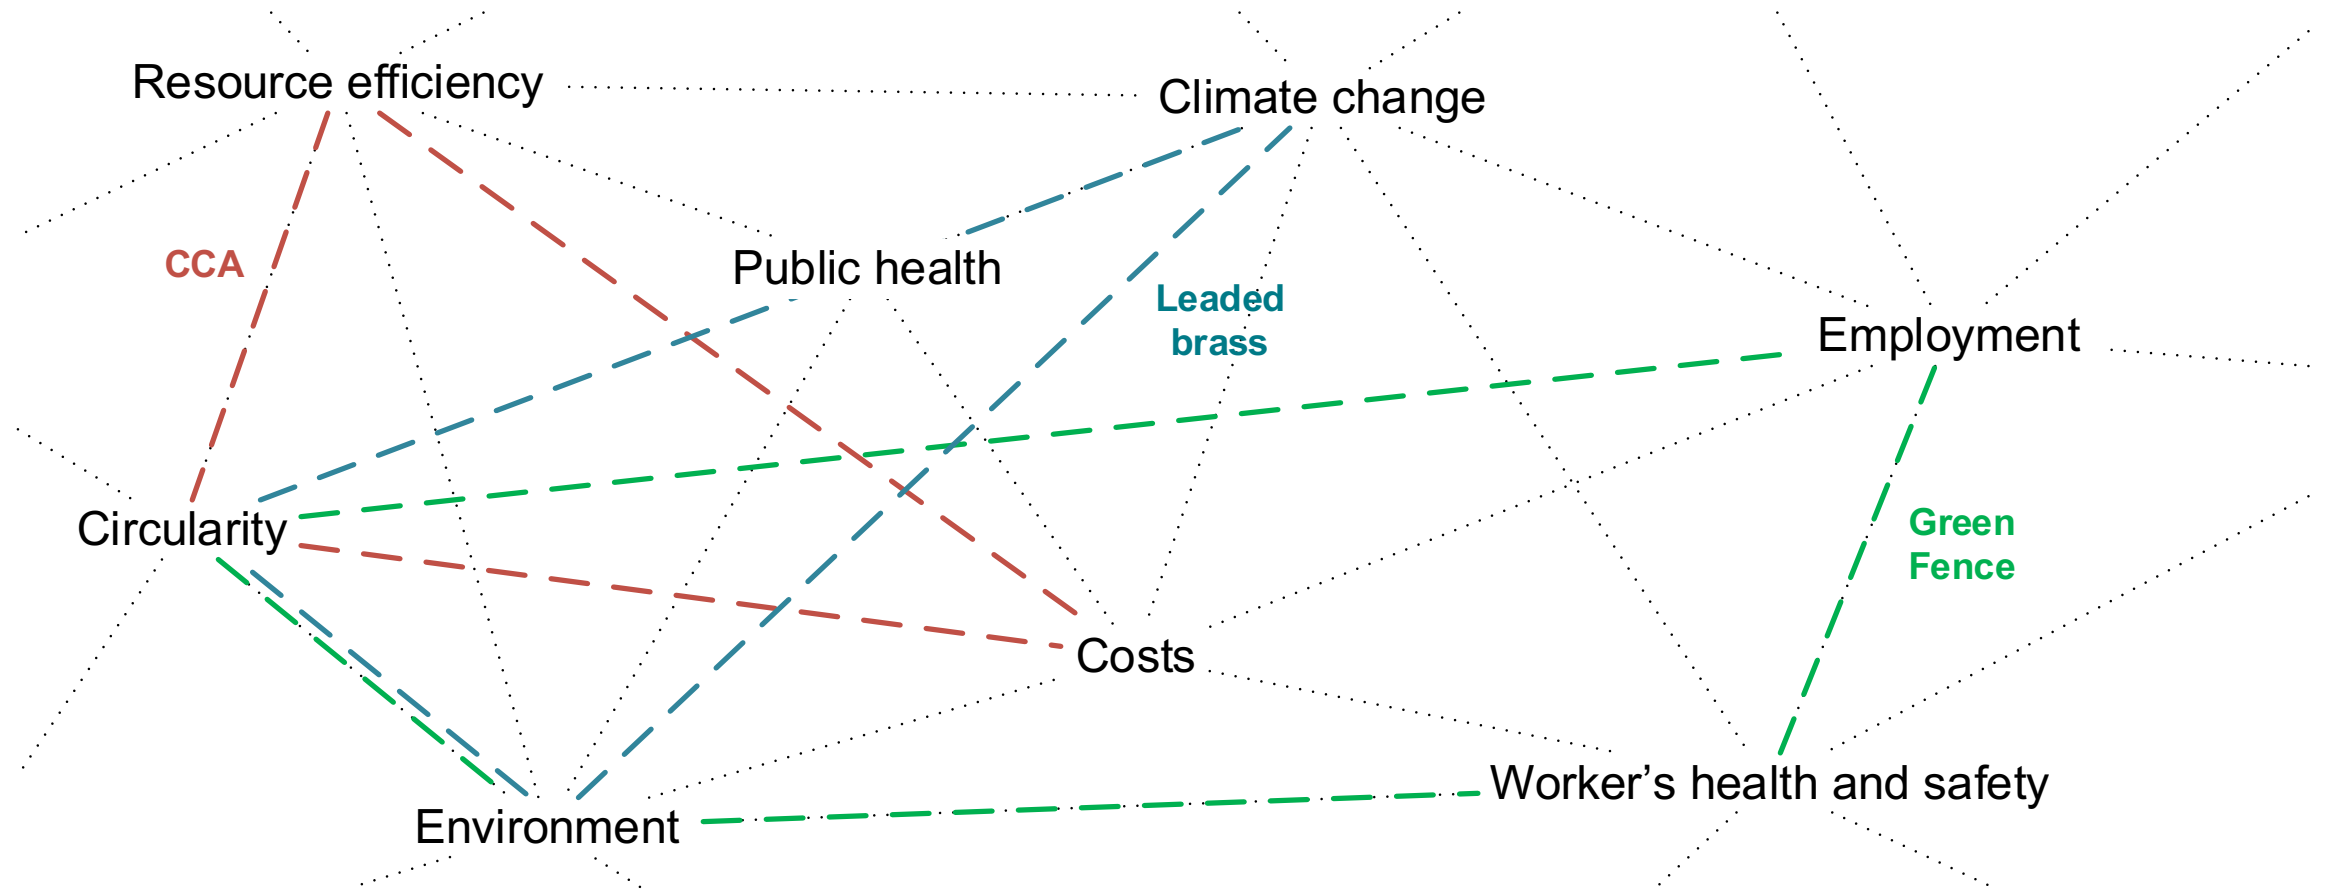 Resource efficiency
Climate change
CCA
Public health
Leaded
brass
Employment
Circularity
Green
Fence
Costs
Worker’s health and safety
Environment